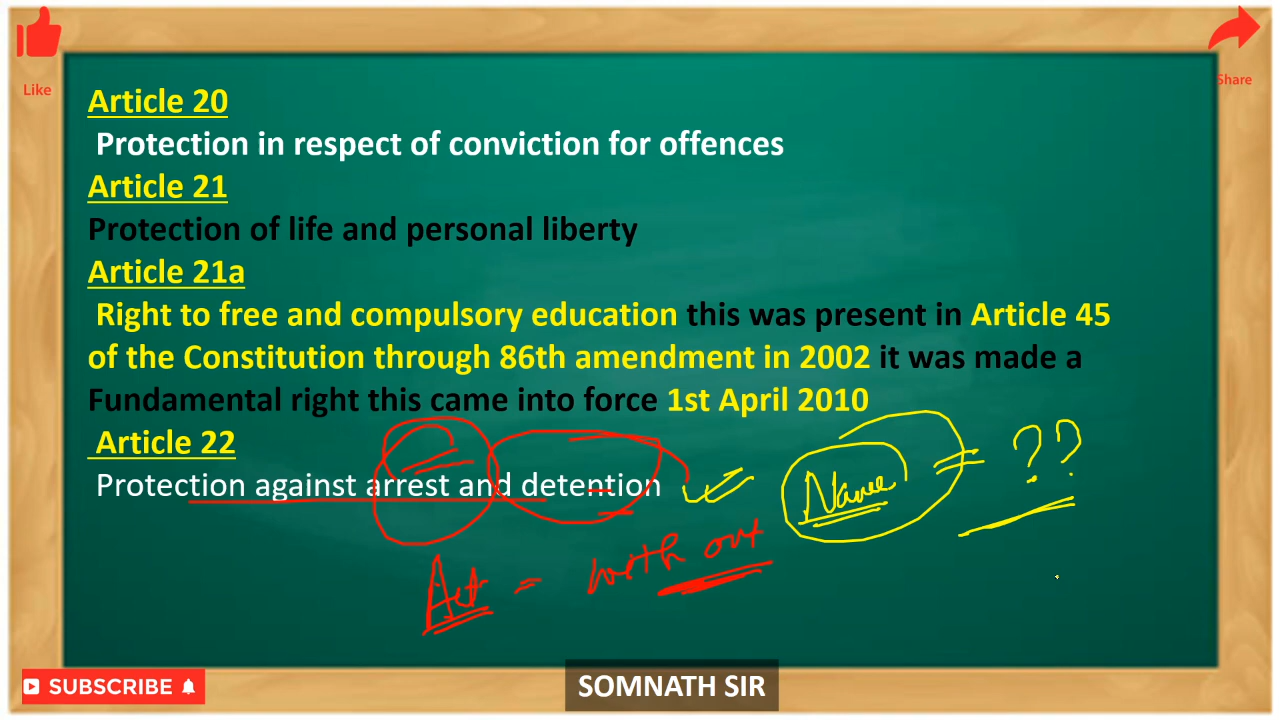 Like
Share
Article 20
Protection in respect of conviction for offences
Article 21
Protection of life and personal liberty
Article 21a
Right to free and compulsory education this was present in Article 45
of the Constitution through 86th amendment in 2002 it was made a
Fundamental right this came into force 1st April 2010
Article 22
Protection against arrest and detention
Name = ??
Act = with out
SUBSCRIBE
SOMNATH SIR